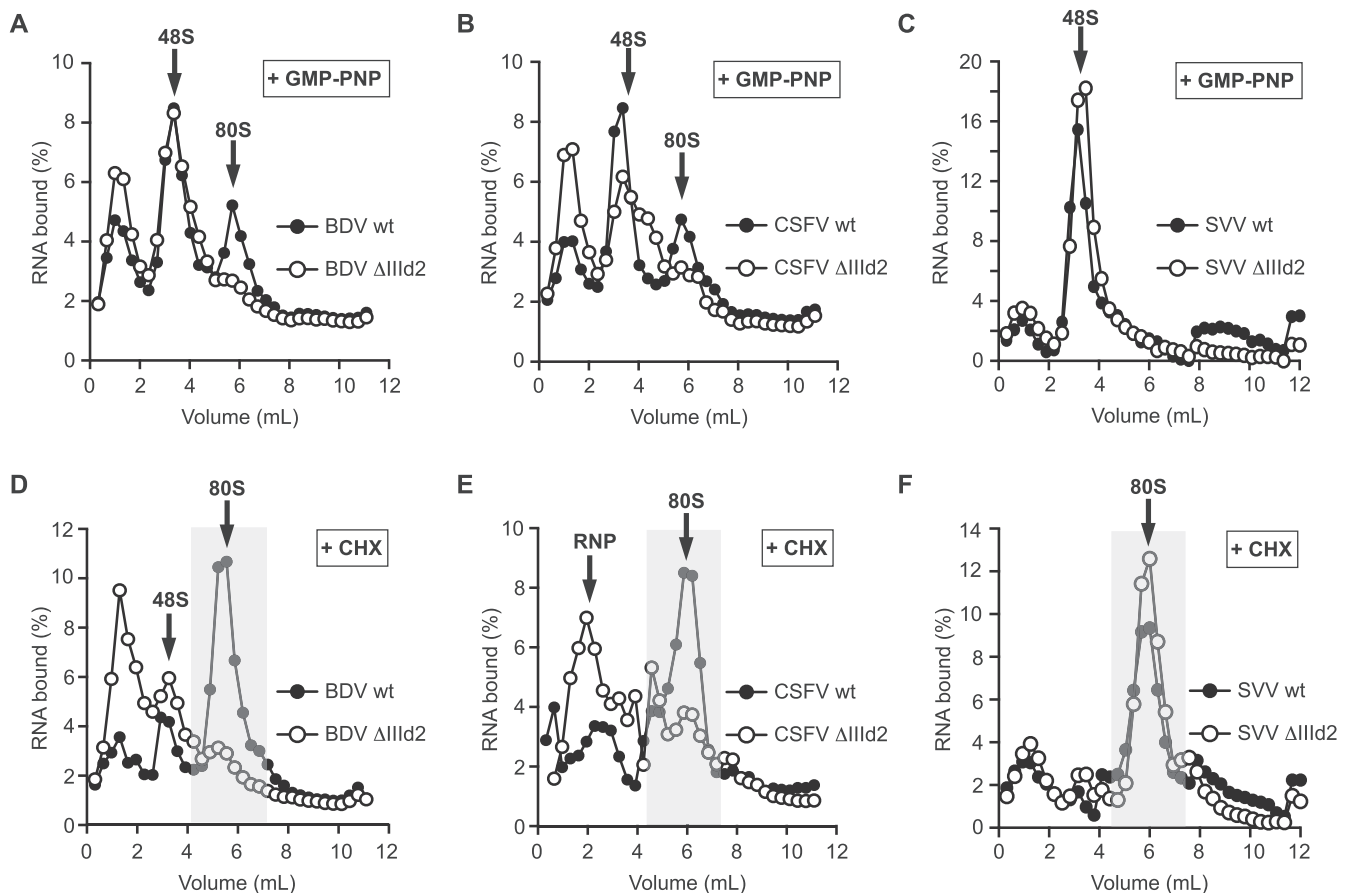 A
48S
+ GMP-PNP
80S
RNA bound (%)
10
8
6
4
2
0
BDV wt
BDV ΔIIId2
0 2 4 6 8 10 12
Volume (mL)
B
48S
+ GMP-PNP
80S
RNA bound (%)
10
8
6
4
2
0
CSFV wt
CSFV ΔIIId2
0 2 4 6 8 10 12
Volume (mL)
C
48S
+ GMP-PNP
RNA bound (%)
20
16
12
8
4
0
SVV wt
SVV ΔIIId2
0 2 4 6 8 10 12
Volume (mL)
D
80S
+ CHX
48S
RNA bound (%)
12
10
8
6
4
2
0
BDV wt
BDV ΔIIId2
0 2 4 6 8 10 12
Volume (mL)
E
80S
+ CHX
RNP
RNA bound (%)
10
8
6
4
2
0
CSFV wt
CSFV ΔIIId2
0 2 4 6 8 10 12
Volume (mL)
F
80S
+ CHX
RNA bound (%)
14
12
10
8
6
4
2
0
SVV wt
SVV ΔIIId2
0 2 4 6 8 10 12
Volume (mL)